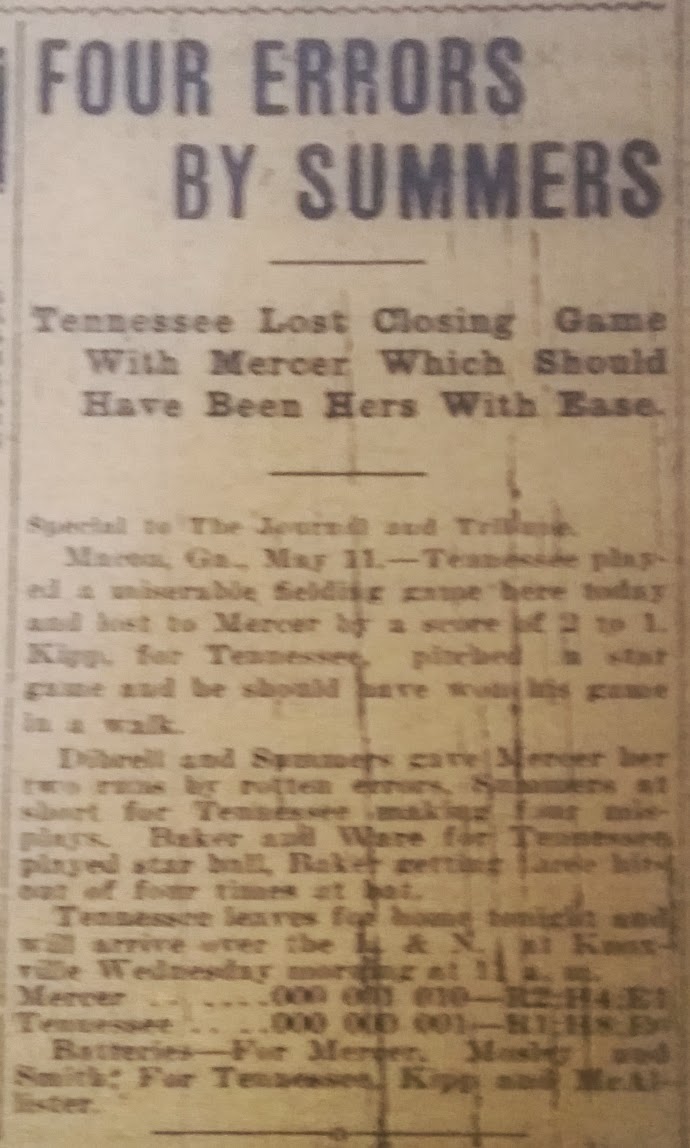 FOUR ERRORS
BY SUMMERS
Tennessee Lost Closing Game
With Mercer Which Should
Have Been Hers With Ease.
Special to The Journal and Tribune.
Macon, Ga., May 11.—Tennessee play-
ed a miserable fielding game here today
and lost to Mercer by a score of 2 to 1.
Kipp, for Tennessee, pitched a star
game and he should have won his game
in a walk.
Dibrell and Summers gave Mercer her
two runs by rotten errors, Summers at
short for Tennessee making four mis-
plays. Baker and Ware for Tennessee
played star ball, Baker getting three hits
out of four times at bat.
Tennessee leaves for home tonight and
will arrive over the L. & N. at Knox-
ville Wednesday morning at 11 a. m.
Mercer .. .....000 001 010—R2:H4:E1
Tennessee .. ..000 000 001—R1:H8:
Batteries—For Mercer, Mosley and
Smith; For Tennessee, Kipp and McAl-
lister.